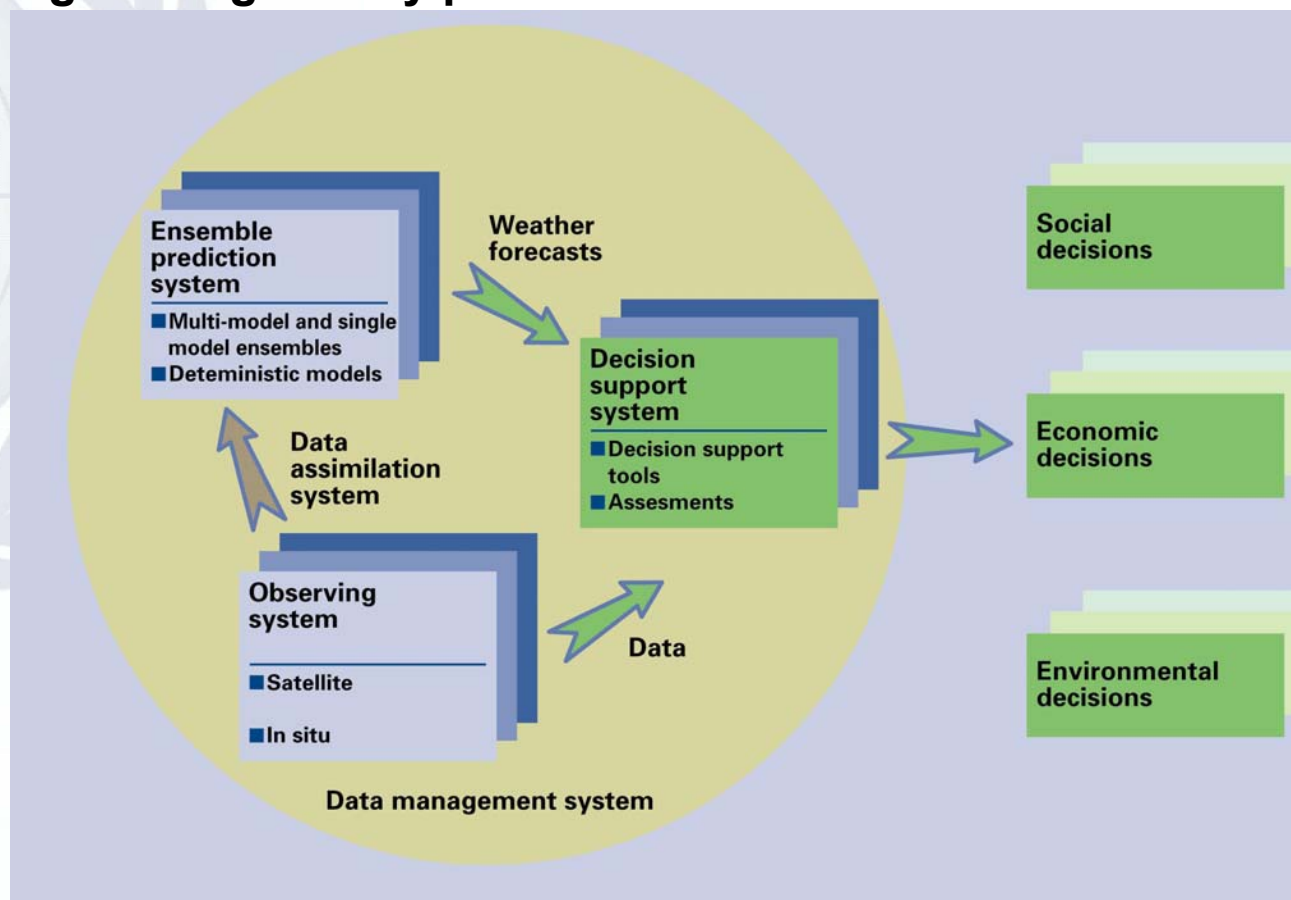 Ensemble
prediction
system
■ Multi-model and single
model ensembles
■ Deteministic models
Weather
forecasts
Data
assimilation
system
Observing
system
■ Satellite
■ In situ
Data
Decision
support
system
■ Decision support
tools
■ Assesments
Data management system
Social
decisions
Economic
decisions
Environmental
decisions